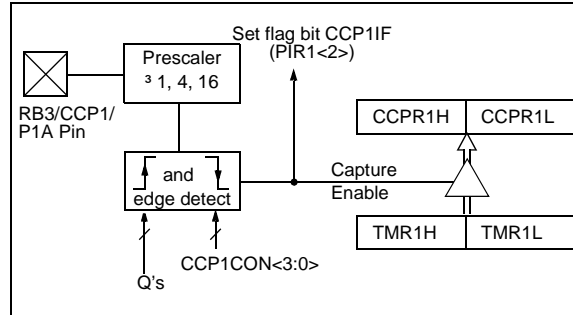 Set flag bit CCP1IF
(PIR1<2>)
Prescaler
³ 1, 4, 16
RB3/CCP1/
P1A Pin
CCPR1H
CCPR1L
and
edge detect
Capture
Enable
TMR1H
TMR1L
CCP1CON<3:0>
Q's